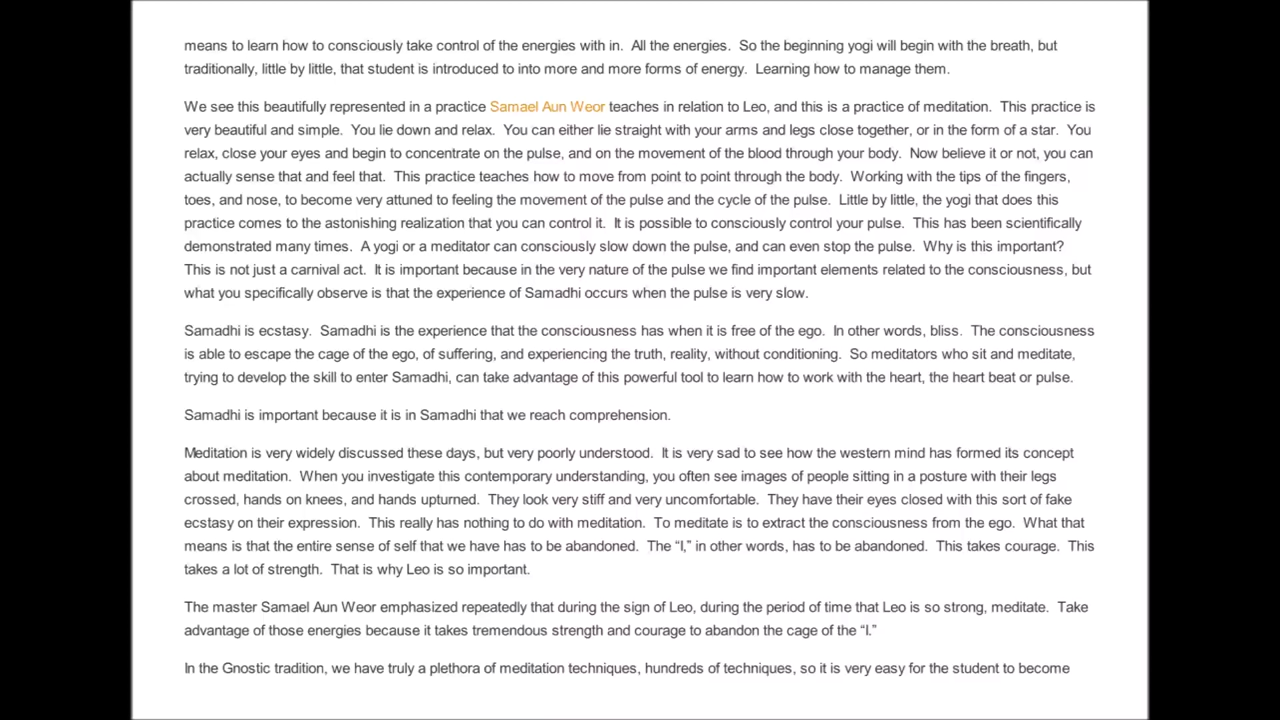 means to learn how to consciously take control of the energies with in.  All the energies.  So the beginning yogi will begin with the breath, but
traditionally, little by little, that student is introduced to into more and more forms of energy.  Learning how to manage them.
We see this beautifully represented in a practice Samael Aun Weor teaches in relation to Leo, and this is a practice of meditation.  This practice is
very beautiful and simple.  You lie down and relax.  You can either lie straight with your arms and legs close together, or in the form of a star.  You
relax, close your eyes and begin to concentrate on the pulse, and on the movement of the blood through your body.  Now believe it or not, you can
actually sense that and feel that.  This practice teaches how to move from point to point through the body.  Working with the tips of the fingers,
toes, and nose, to become very attuned to feeling the movement of the pulse and the cycle of the pulse.  Little by little, the yogi that does this
practice comes to the astonishing realization that you can control it.  It is possible to consciously control your pulse.  This has been scientifically
demonstrated many times.  A yogi or a meditator can consciously slow down the pulse, and can even stop the pulse.  Why is this important?
This is not just a carnival act.  It is important because in the very nature of the pulse we find important elements related to the consciousness, but
what you specifically observe is that the experience of Samadhi occurs when the pulse is very slow.
Samadhi is ecstasy.  Samadhi is the experience that the consciousness has when it is free of the ego.  In other words, bliss.  The consciousness
is able to escape the cage of the ego, of suffering, and experiencing the truth, reality, without conditioning.  So meditators who sit and meditate,
trying to develop the skill to enter Samadhi, can take advantage of this powerful tool to learn how to work with the heart, the heart beat or pulse.
Samadhi is important because it is in Samadhi that we reach comprehension.
Meditation is very widely discussed these days, but very poorly understood.  It is very sad to see how the western mind has formed its concept
about meditation.  When you investigate this contemporary understanding, you often see images of people sitting in a posture with their legs
crossed, hands on knees, and hands upturned.  They look very stiff and very uncomfortable.  They have their eyes closed with this sort of fake
ecstasy on their expression.  This really has nothing to do with meditation.  To meditate is to extract the consciousness from the ego.  What that
means is that the entire sense of self that we have has to be abandoned.  The “I,” in other words, has to be abandoned.  This takes courage.  This
takes a lot of strength.  That is why Leo is so important.
The master Samael Aun Weor emphasized repeatedly that during the sign of Leo, during the period of time that Leo is so strong, meditate.  Take
advantage of those energies because it takes tremendous strength and courage to abandon the cage of the “I.”
In the Gnostic tradition, we have truly a plethora of meditation techniques, hundreds of techniques, so it is very easy for the student to become